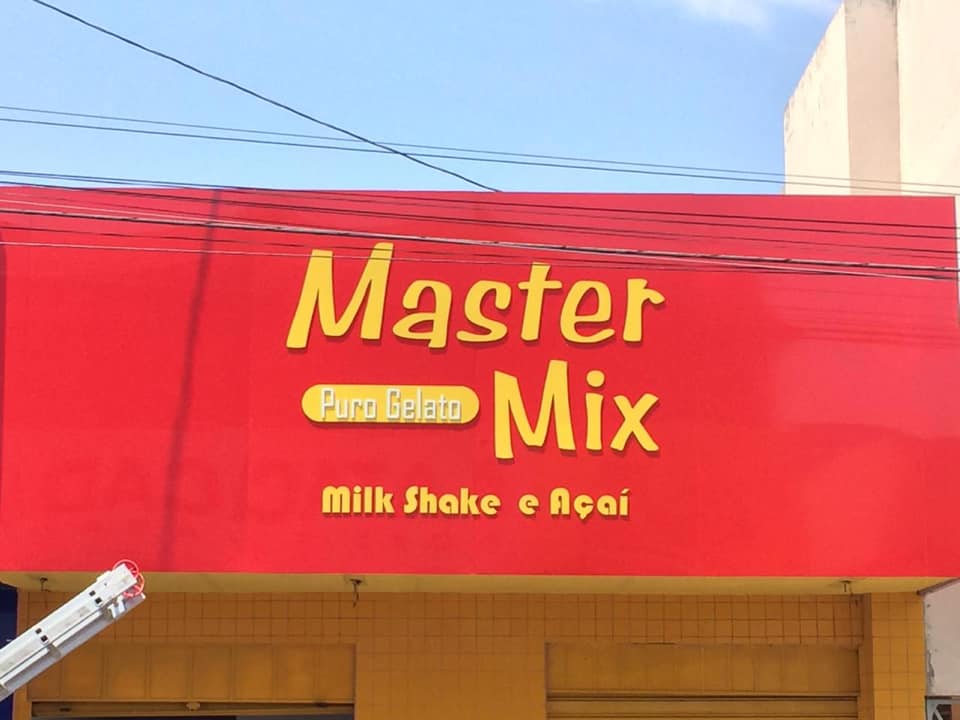 Master
Puro Gelato
Mix
Milk Shake e Açaí